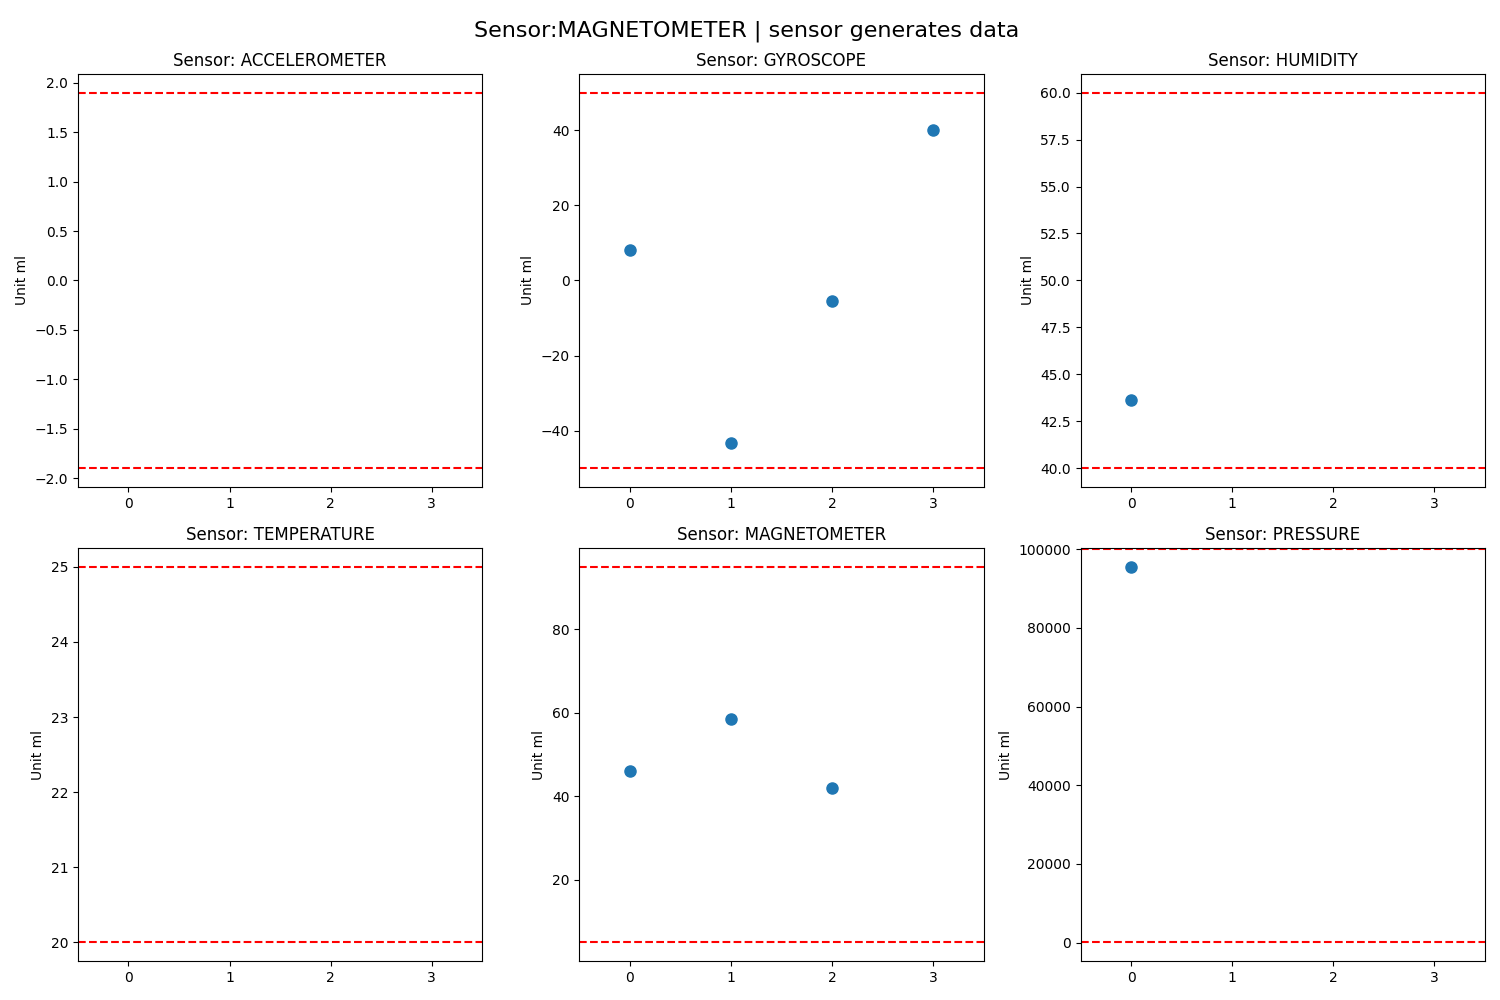 Sensor:MAGNETOMETER | sensor generates data
Sensor: ACCELEROMETER
2.0
1.5
1.0
0.5
0.0
−0.5
−1.0
−1.5
−2.0
Unit ml
0 1 2 3
Sensor: GYROSCOPE
40
20
0
−20
−40
Unit ml
0 1 2 3
Sensor: HUMIDITY
60.0
57.5
55.0
52.5
50.0
47.5
45.0
42.5
40.0
Unit ml
0 1 2 3
Sensor: TEMPERATURE
25
24
23
22
21
20
Unit ml
0 1 2 3
Sensor: MAGNETOMETER
80
60
40
20
Unit ml
0 1 2 3
Sensor: PRESSURE
100000
80000
60000
40000
20000
0
Unit ml
0 1 2 3